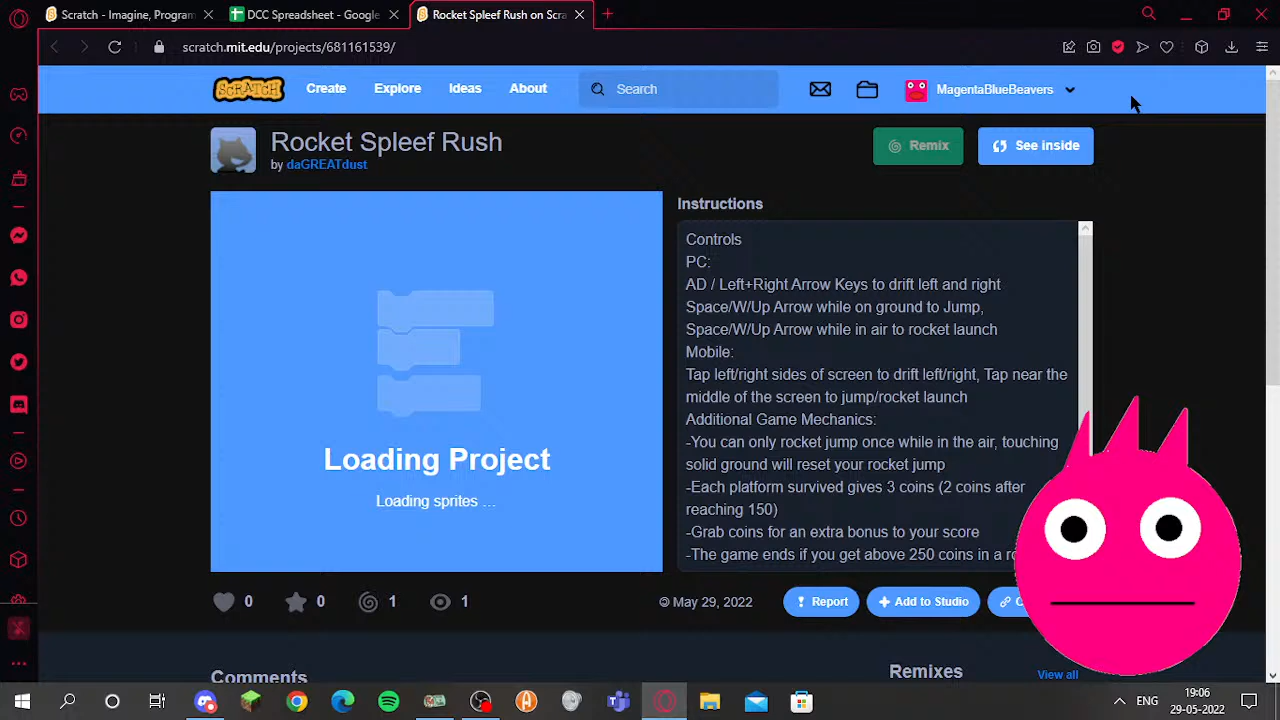 Scratch - Imagine, Program
DCC Spreadsheet - Google
Rocket Spleef Rush on Scra
scratch.mit.edu/projects/681161539/
SCRATCH
Create
Explore
Ideas
About
Search
MagentaBlueBeavers
Rocket Spleef Rush
by daGREATdust
Remix
See inside
Loading Project
Loading sprites …
Instructions
Controls
PC:
AD / Left+Right Arrow Keys to drift left and right
Space/W/Up Arrow while on ground to Jump,
Space/W/Up Arrow while in air to rocket launch
Mobile:
Tap left/right sides of screen to drift left/right, Tap near the
middle of the screen to jump/rocket launch
Additional Game Mechanics:
-You can only rocket jump once while in the air, touching
solid ground will reset your rocket jump
-Each platform survived gives 3 coins (2 coins after
reaching 150)
-Grab coins for an extra bonus to your score
-The game ends if you get above 250 coins in a
0
0
1
1
© May 29, 2022
Report
Add to Studio
Comments
Remixes
View all
ENG
19:06
29-05-2022